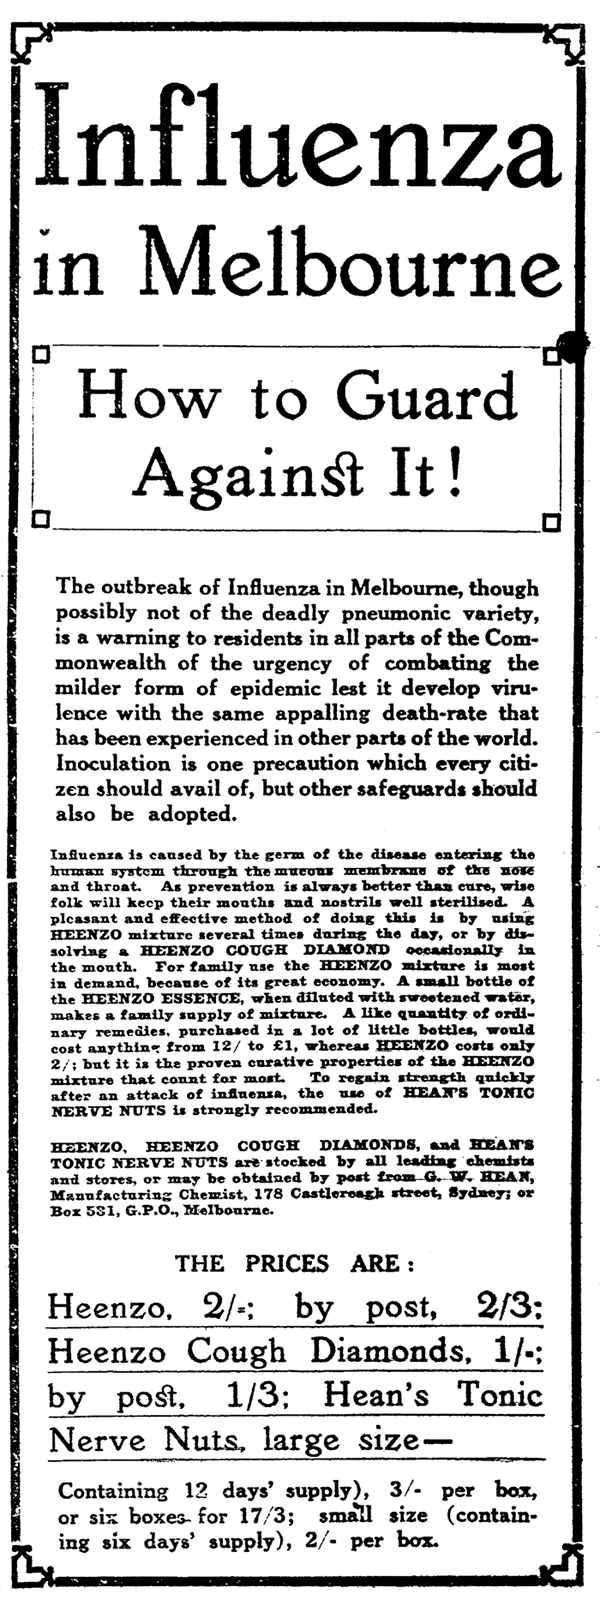 Influenza
in Melbourne
How to Guard
Against It!
The outbreak of Influenza in Melbourne, though
possibly not of the deadly pneumonic variety,
is a warning to residents in all parts of the Com-
monwealth of the urgency of combating the
milder form of epidemic lest it develop viru-
lence with the same appalling death-rate that
has been experienced in other parts of the world.
Inoculation is one precaution which every citi-
zen should avail of, but other safeguards should
also be adopted.
Influenza is caused by the germ of the disease entering the
human system through the mucous membrane of the nose
and throat. As prevention is always better than cure, wise
folk will keep their mouths and nostrils well sterilised. A
pleasant and effective method of doing this is by using
HEENZO mixture several times during the day, or by dis-
solving a HEENZO COUGH DIAMOND occasionally in
the mouth. For family use the HEENZO mixture is most
in demand, because of its great economy. A small bottle of
the HEENZO ESSENCE, when diluted with sweetened water,
makes a family supply of mixture. A like quantity of ordi-
nary remedies, purchased in a lot of little bottles, would
cost anything from 12/ to £1, whereas HEENZO costs only
2/; but it is the proven curative properties of the HEENZO
mixture that count for most. To regain strength quickly
after an attack of influenza, the use of HEAN'S TONIC
NERVE NUTS is strongly recommended.
HEENZO, HEENZO COUGH DIAMONDS, and HEAN'S
TONIC NERVE NUTS are stocked by all leading chemists
and stores, or may be obtained by post from G. W. HEAN,
Manufacturing Chemist, 178 Castlereagh street, Sydney; or
Box 531, G.P.O., Melbourne.
THE PRICES ARE:
Heenzo, 2/-; by post, 2/3;
Heenzo Cough Diamonds, 1/-;
by post, 1/3; Hean's Tonic
Nerve Nuts, large size—
Containing 12 days' supply), 3/- per box,
or six boxes for 17/3; small size (contain-
ing six days' supply), 2/- per box.